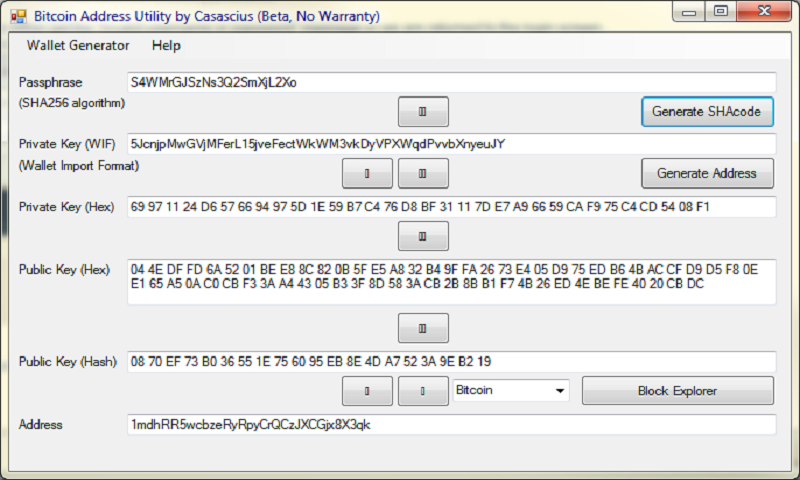 Bitcoin Address Utility by Casascius (Beta, No Warranty)
Wallet Generator Help
Passphrase S4WMrGJSzNs3Q2SmXjL2Xo
(SHA256 algorithm) Generate SHAcode
Private Key (WIF) 5JcnjpMwGVjMFerL15jveFectWkWM3vkDyVPXWqdPvvbXnyeuJY
(Wallet Import Format) Generate Address
Private Key (Hex) 69 97 11 24 D6 57 66 94 97 5D 1E 59 B7 C4 76 D8 BF 31 11 7D E7 A9 66 59 CA F9 75 C4 CD 54 08 F1
Public Key (Hex) 04 4E DF FD 6A 52 01 BE E8 8C 82 0B 5F E5 A8 32 B4 9F FA 26 73 E4 05 D9 75 ED B6 4B AC CF D9 D5 F8 0E
E1 65 A5 0A C0 CB F3 3A A4 43 05 B3 3F 8D 58 3A CB 2B 8B B1 F7 4B 26 ED 4E BE FE 40 20 CB DC
Public Key (Hash) 08 70 EF 73 B0 36 55 1E 75 60 95 EB 8E 4D A7 52 3A 9E B2 19
Bitcoin Block Explorer
Address 1mdhRR5wcbzeRyRpyCrQCzJXCGjx8X3qk